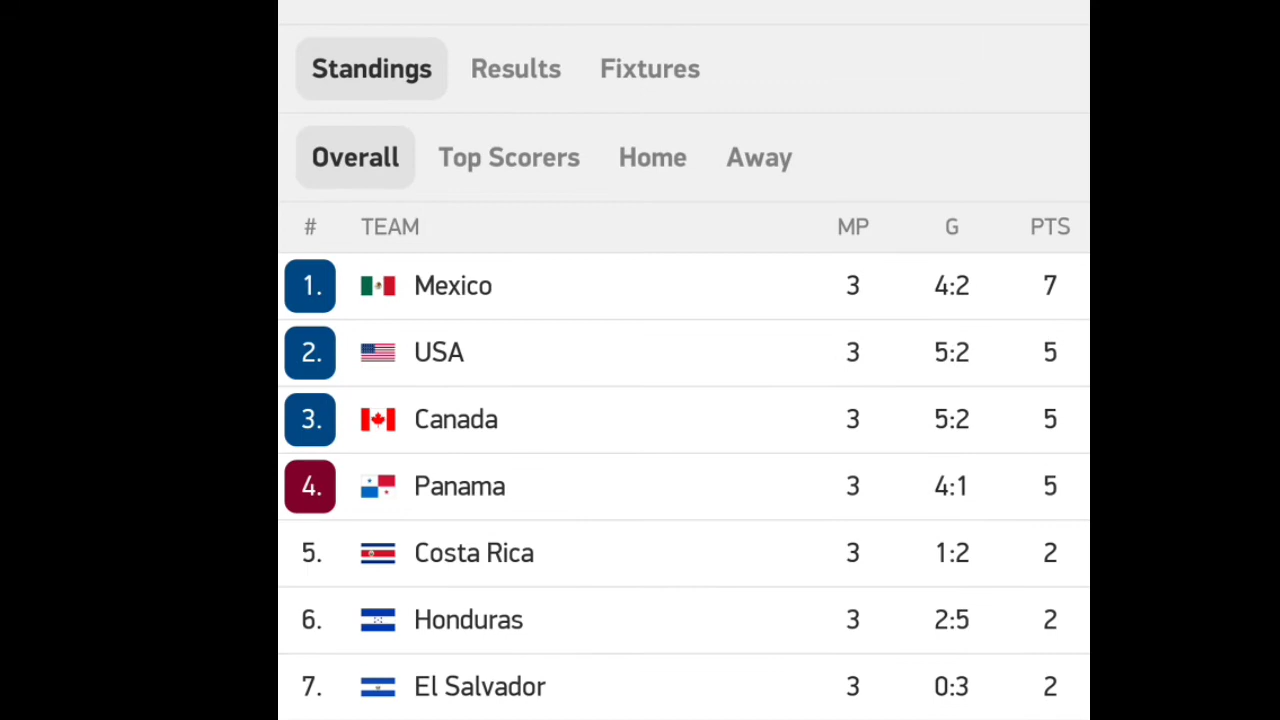 Standings Results Fixtures
Overall Top Scorers Home Away
# TEAM MP G PTS
1. Mexico 3 4:2 7
2. USA 3 5:2 5
3. Canada 3 5:2 5
4. Panama 3 4:1 5
5. Costa Rica 3 1:2 2
6. Honduras 3 2:5 2
7. El Salvador 3 0:3 2